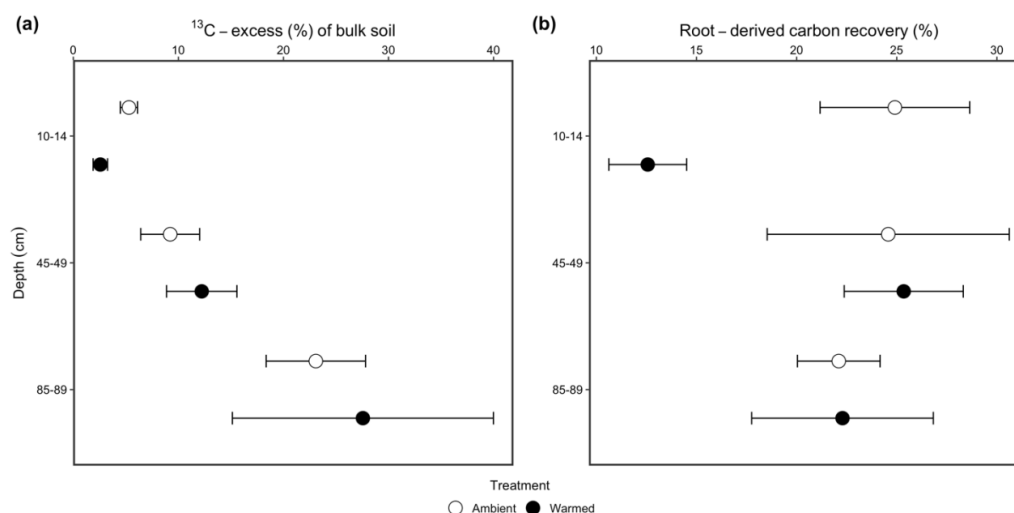 (a)
¹³C – excess (%) of bulk soil
0 10 20 30 40
(b)
Root – derived carbon recovery (%)
10 15 20 25 30
Depth (cm)
10-14
45-49
85-89
10-14
45-49
85-89
Treatment
Ambient Warmed